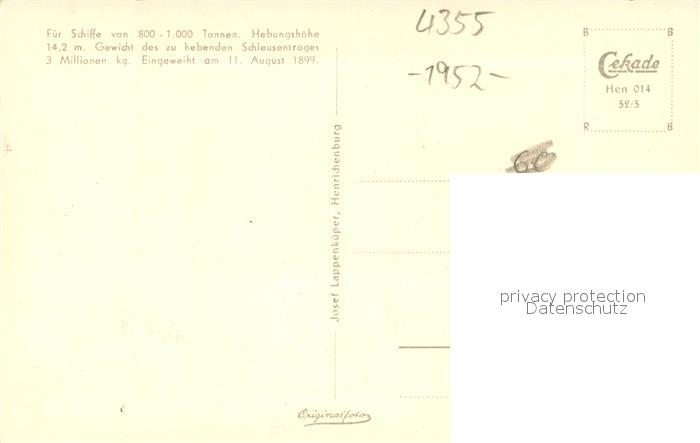 Für Schiffe von 800 - 1.000 Tonnen. Hebungshöhe
14,2 m. Gewicht des zu hebenden Schleusentroges
3 Millionen kg. Eingeweiht am 11. August 1899.
4355
-1952-
B B
Cekade
Hen 014
52/5
R B
60
Josef Lappenküper, Henrichenburg
privacy protection
Datenschutz
Originalfoto